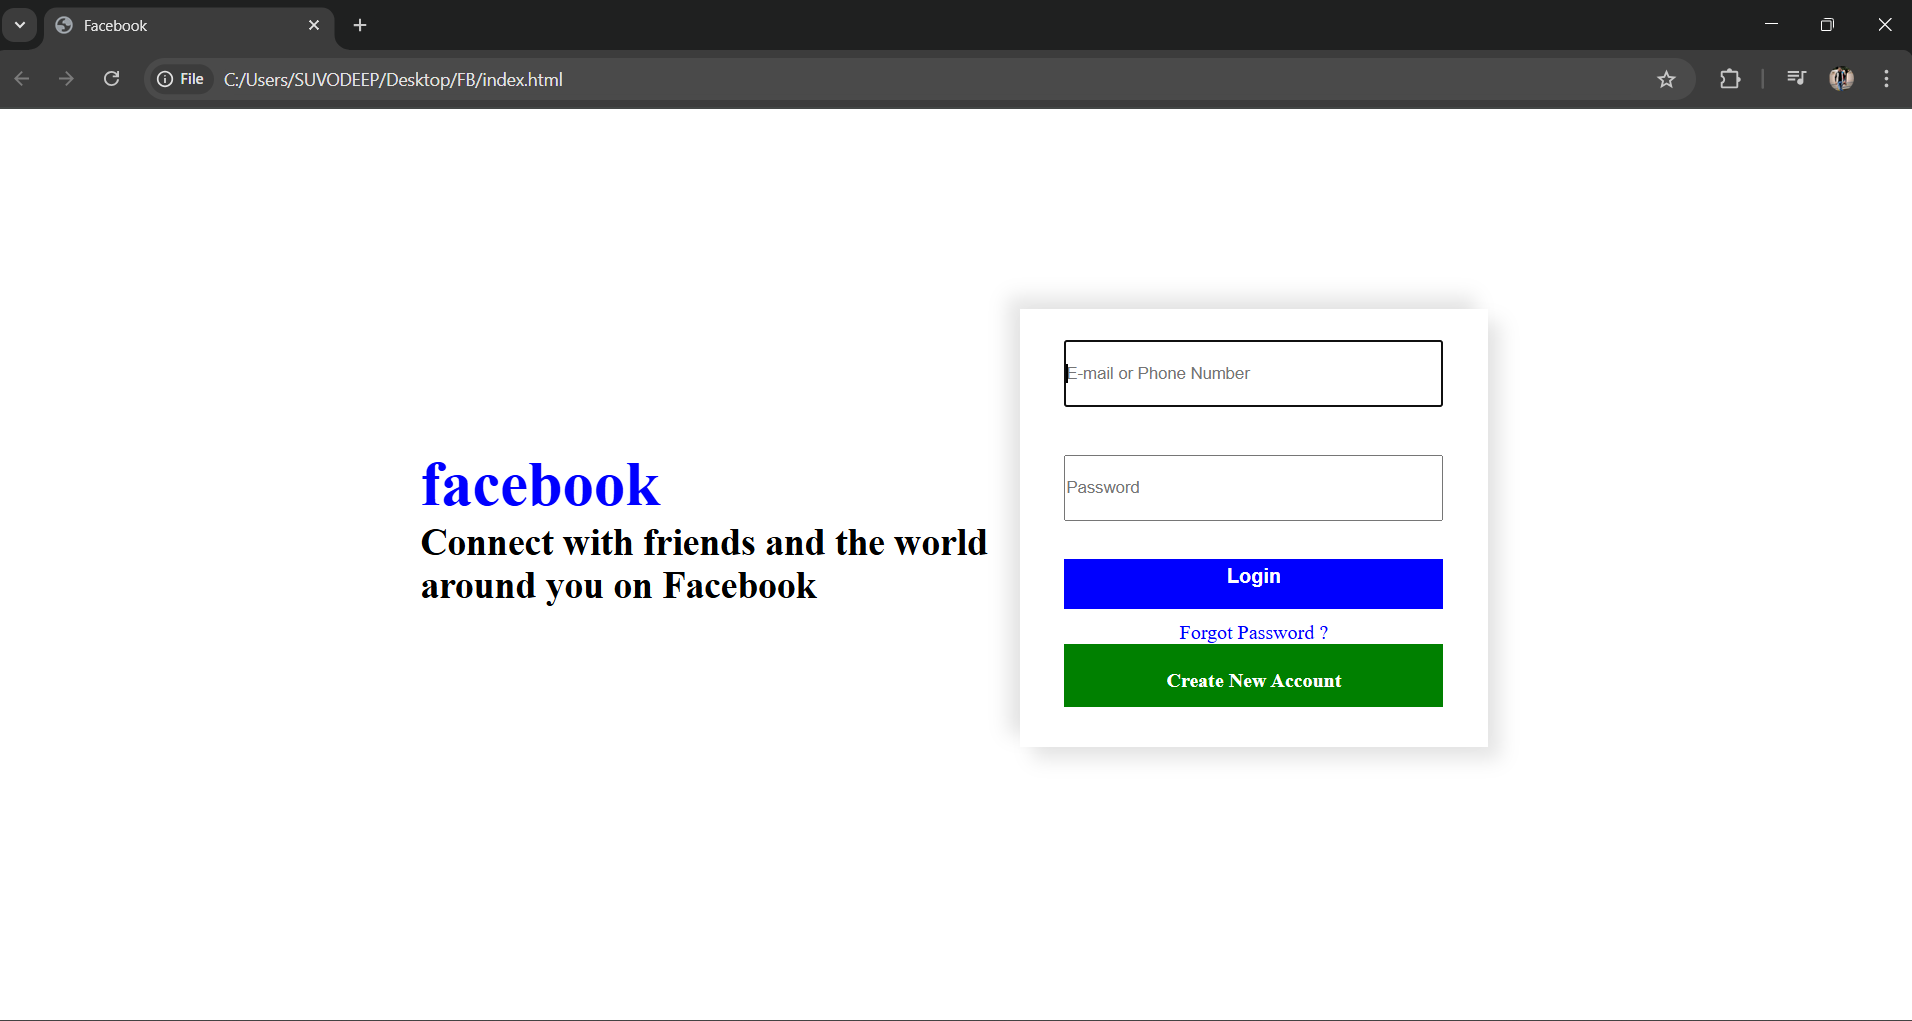 Facebook
File C:/Users/SUVODEEP/Desktop/FB/index.html
facebook
Connect with friends and the world
around you on Facebook
E-mail or Phone Number
Password
Login
Forgot Password ?
Create New Account